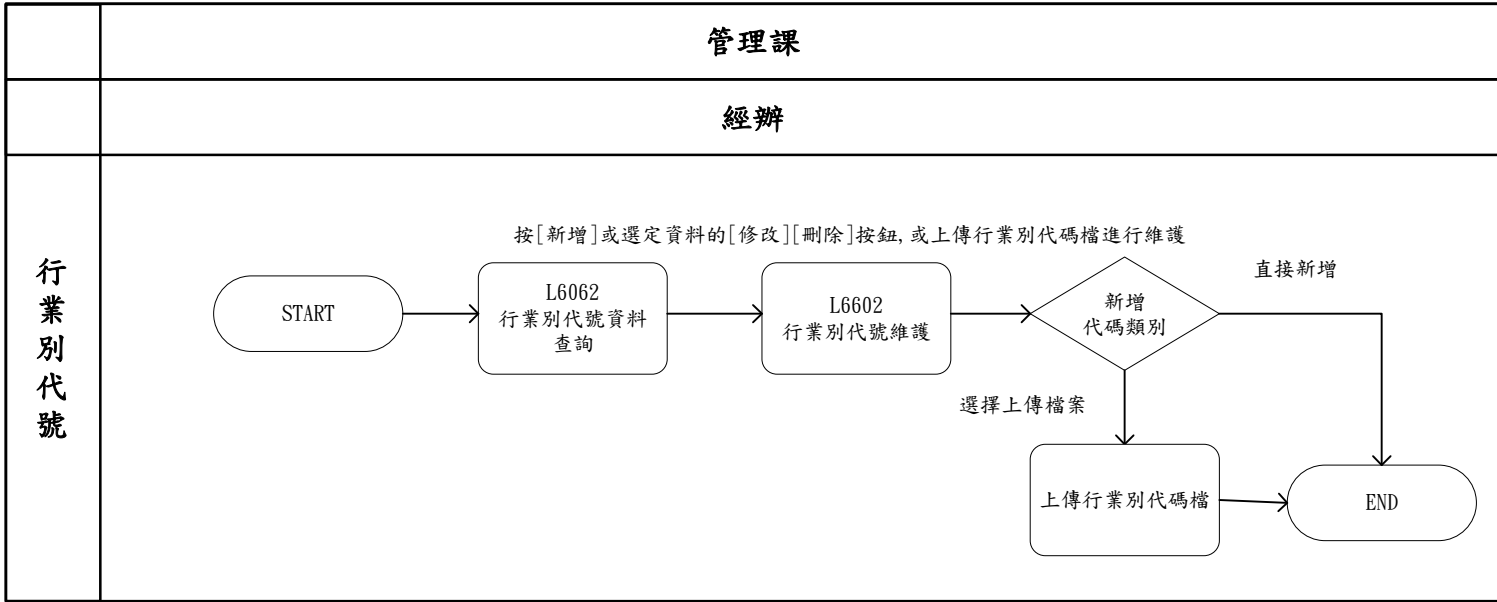 管理課
經辦
行業別代號
按[新增]或選定資料的[修改][刪除]按鈕,或上傳行業別代碼檔進行維護
START
L6062
行業別代號資料
查詢
L6602
行業別代號維護
新增
代碼類別
直接新增
選擇上傳檔案
上傳行業別代碼檔
END